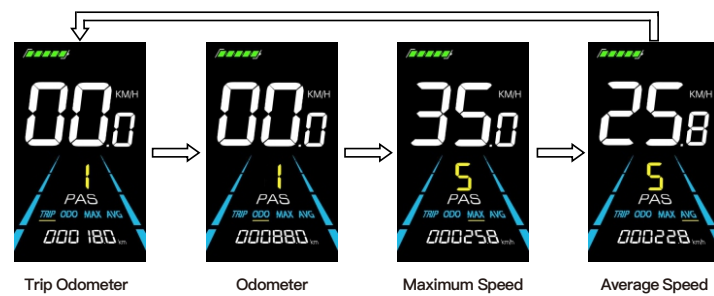 00.0 KM/H
1
PAS
TRIP ODO MAX AVG
000180 km
Trip Odometer
00.0 KM/H
1
PAS
TRIP ODO MAX AVG
000880 km
Odometer
35.0 KM/H
5
PAS
TRIP ODO MAX AVG
000258 km/h
Maximum Speed
25.8 KM/H
5
PAS
TRIP ODO MAX AVG
000228 km/h
Average Speed